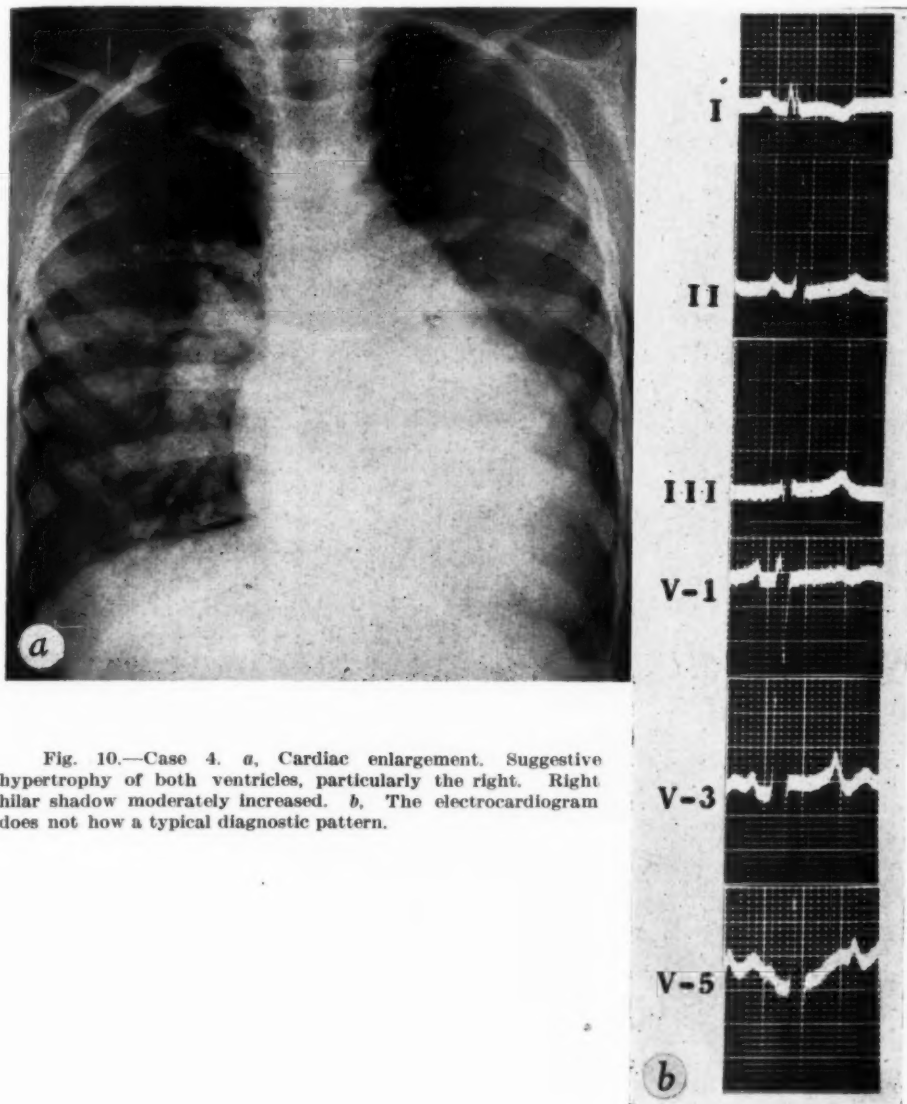 a
Fig. 10.—Case 4. a, Cardiac enlargement. Suggestive
hypertrophy of both ventricles, particularly the right. Right
hilar shadow moderately increased. b, The electrocardiogram
does not how a typical diagnostic pattern.
I
II
III
V-1
V-3
V-5
b